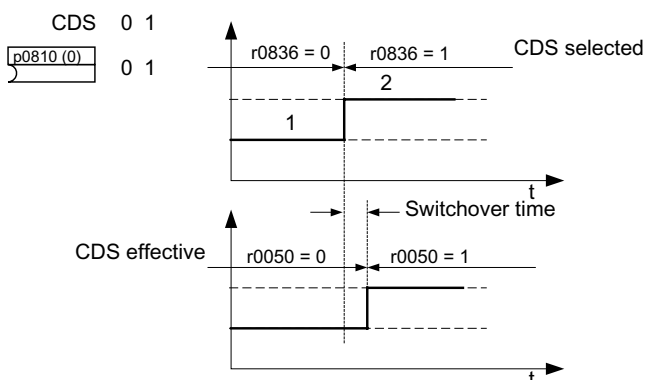 CDS 0 1
p0810 (0) 0 1
r0836 = 0 r0836 = 1 CDS selected
2
1
t
Switchover time
CDS effective r0050 = 0 r0050 = 1
t